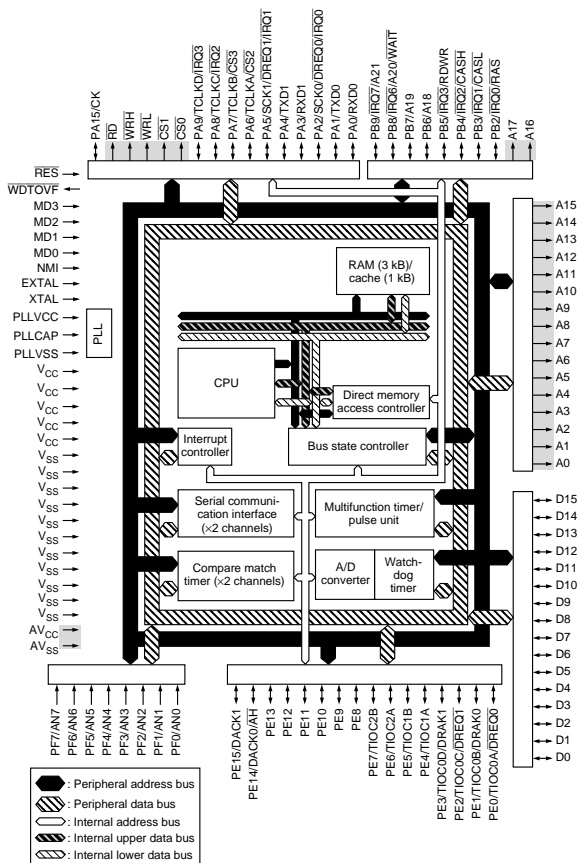 PA15/CK
RD
WRH
WRL
CS1
CS0
PA9/TCLKD/IRQ3
PA8/TCLKC/IRQ2
PA7/TCLKB/CS3
PA6/TCLKA/CS2
PA5/SCK1/DREQ1/IRQ1
PA4/TXD1
PA3/RXD1
PA2/SCK0/DREQ0/IRQ0
PA1/TXD0
PA0/RXD0
PB9/IRQ7/A21
PB8/IRQ6/A20/WAIT
PB7/A19
PB6/A18
PB5/IRQ3/RDWR
PB4/IRQ2/CASH
PB3/IRQ1/CASL
PB2/IRQ0/RAS
A17
A16
RES
WDTOVF
MD3
MD2
MD1
MD0
NMI
EXTAL
XTAL
PLLVCC
PLLCAP
PLLVSS
VCC
VCC
VCC
VCC
VCC
VSS
VSS
VSS
VSS
VSS
VSS
VSS
VSS
VSS
AVCC
AVSS
PLL
RAM (3 kB)/
cache (1 kB)
CPU
Direct memory
access controller
Interrupt
controller
Bus state controller
Serial communi-
cation interface
(×2 channels)
Multifunction timer/
pulse unit
Compare match
timer (×2 channels)
A/D
converter
Watch-
dog
timer
A15
A14
A13
A12
A11
A10
A9
A8
A7
A6
A5
A4
A3
A2
A1
A0
D15
D14
D13
D12
D11
D10
D9
D8
D7
D6
D5
D4
D3
D2
D1
D0
PF7/AN7
PF6/AN6
PF5/AN5
PF4/AN4
PF3/AN3
PF2/AN2
PF1/AN1
PF0/AN0
PE15/DACK1
PE14/DACK0/AH
PE13
PE12
PE11
PE10
PE9
PE8
PE7/TIOC2B
PE6/TIOC2A
PE5/TIOC1B
PE4/TIOC1A
PE3/TIOC0D/DRAK1
PE2/TIOC0C/DREQ1
PE1/TIOC0B/DRAK0
PE0/TIOC0A/DREQ0
: Peripheral address bus
: Peripheral data bus
: Internal address bus
: Internal upper data bus
: Internal lower data bus